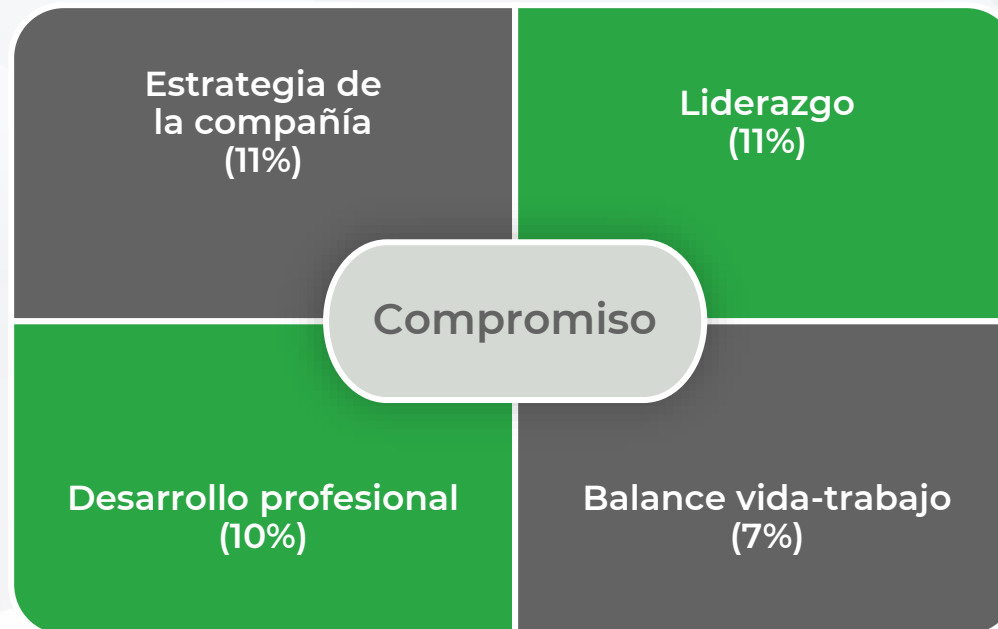 Estrategia de
la compañía
(11%)
Liderazgo
(11%)
Compromiso
Desarrollo profesional
(10%)
Balance vida-trabajo
(7%)